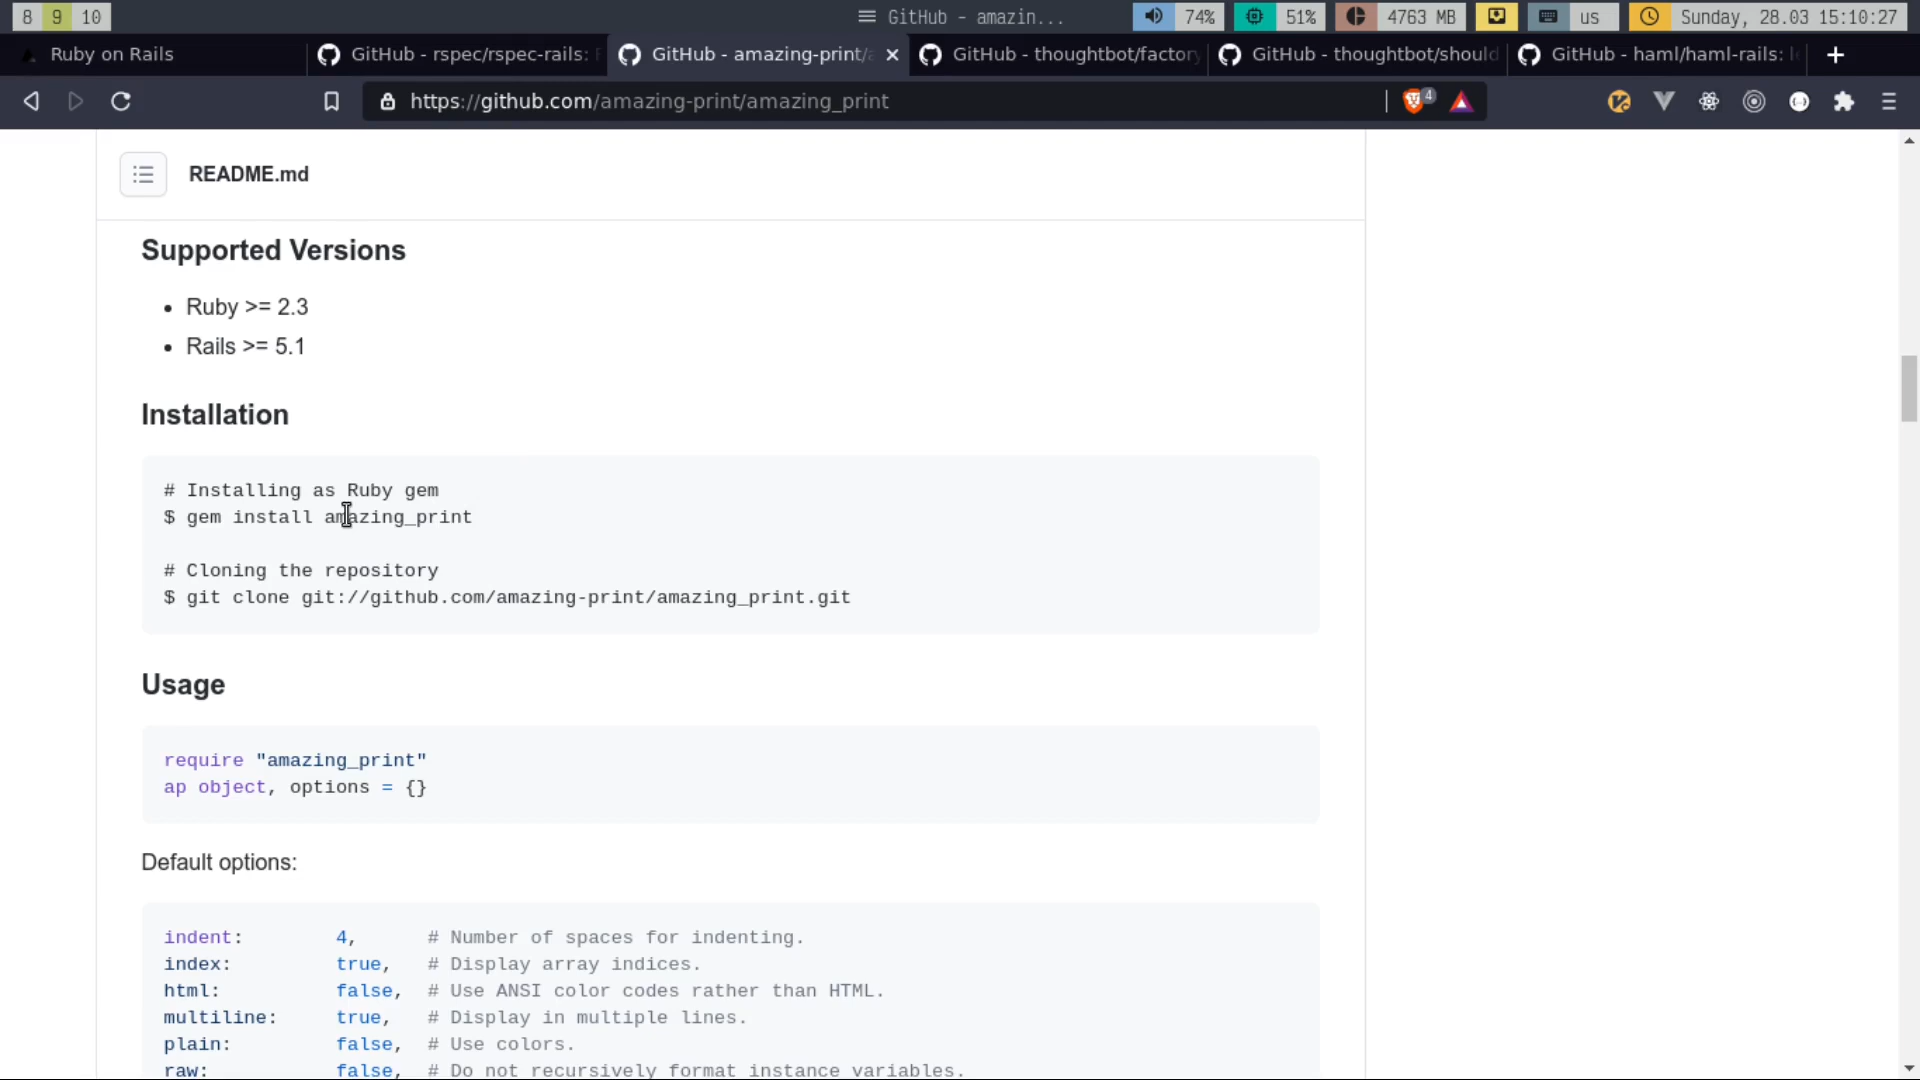 8 9 10
GitHub - amazin...
74%
51%
4763 MB
us
Sunday, 28.03 15:10:27
Ruby on Rails
GitHub - rspec/rspec-rails:
GitHub - amazing-print/
GitHub - thoughtbot/factory
GitHub - thoughtbot/should
GitHub - haml/haml-rails:
https://github.com/amazing-print/amazing_print
4
README.md
Supported Versions
• Ruby >= 2.3
• Rails >= 5.1
Installation
# Installing as Ruby gem
$ gem install amazing_print
# Cloning the repository
$ git clone git://github.com/amazing-print/amazing_print.git
Usage
require "amazing_print"
ap object, options = {}
Default options:
indent: 4, # Number of spaces for indenting.
index: true, # Display array indices.
html: false, # Use ANSI color codes rather than HTML.
multiline: true, # Display in multiple lines.
plain: false, # Use colors.
raw: false, # Do not recursively format instance variables.